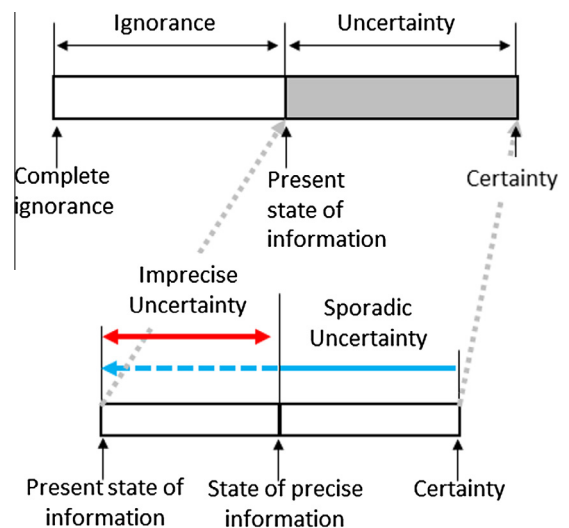 Ignorance
Uncertainty
Complete
ignorance
Present
state of
information
Certainty
Imprecise
Uncertainty
Sporadic
Uncertainty
Present state of
information
State of precise
information
Certainty